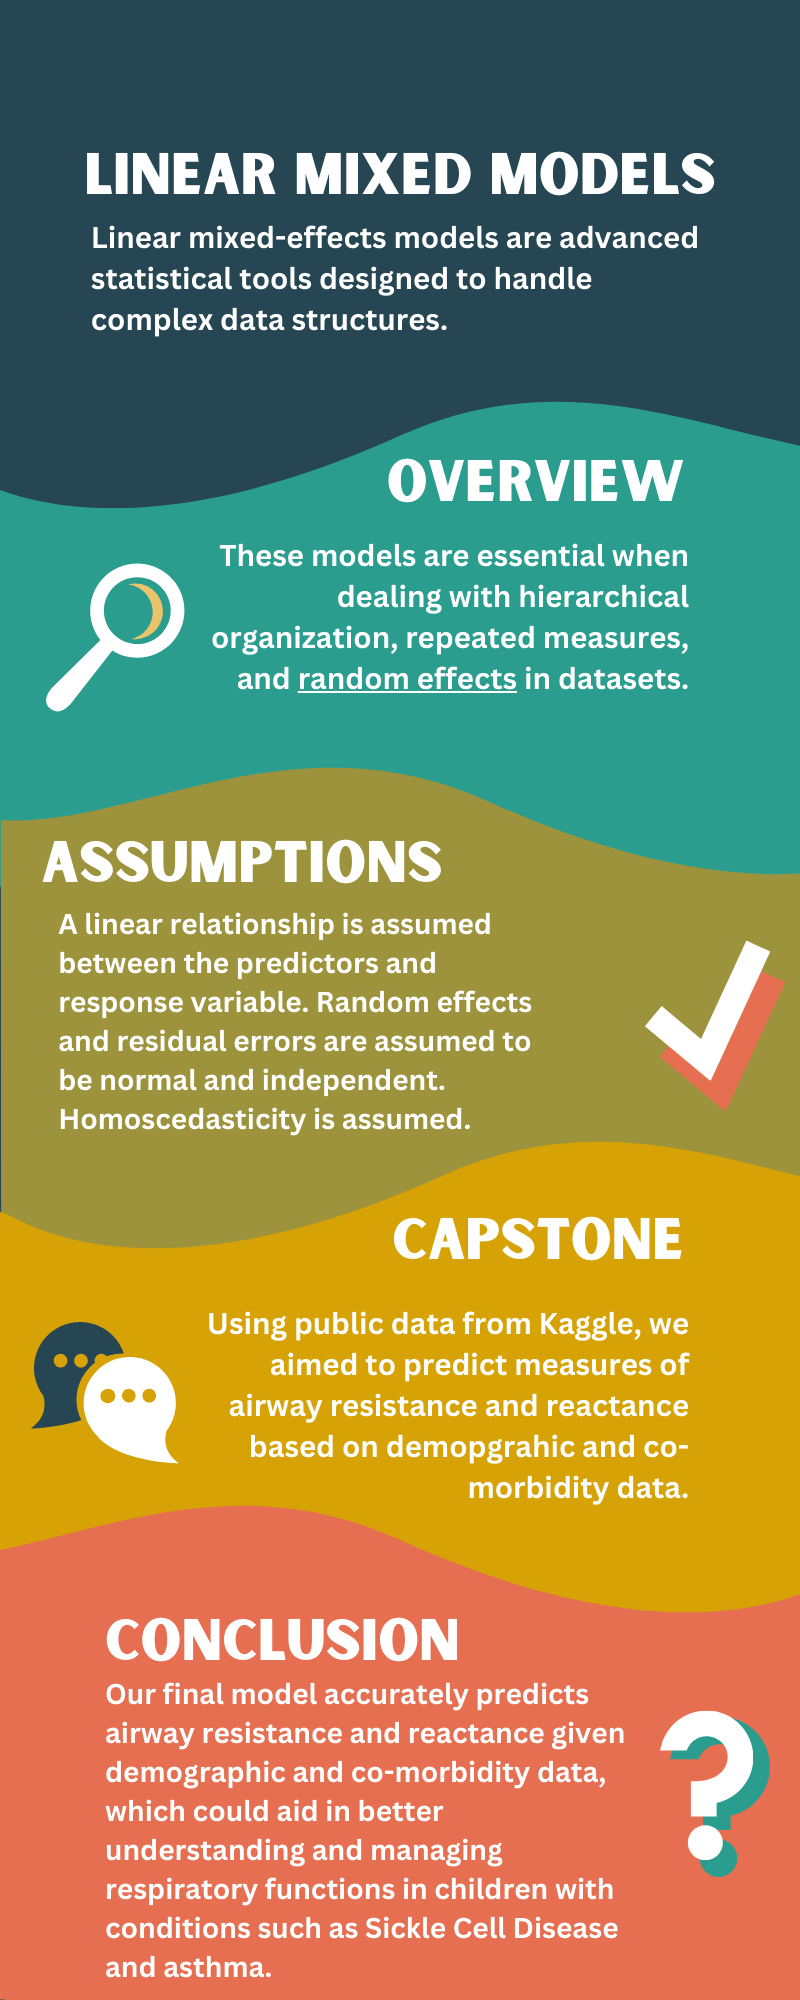 LINEAR MIXED MODELS
Linear mixed-effects models are advanced
statistical tools designed to handle
complex data structures.
OVERVIEW
These models are essential when
dealing with hierarchical
organization, repeated measures,
and random effects in datasets.
ASSUMPTIONS
A linear relationship is assumed
between the predictors and
response variable. Random effects
and residual errors are assumed to
be normal and independent.
Homoscedasticity is assumed.
CAPSTONE
Using public data from Kaggle, we
aimed to predict measures of
airway resistance and reactance
based on demopgrahic and co-
morbidity data.
CONCLUSION
Our final model accurately predicts
airway resistance and reactance given
demographic and co-morbidity data,
which could aid in better
understanding and managing
respiratory functions in children with
conditions such as Sickle Cell Disease
and asthma.